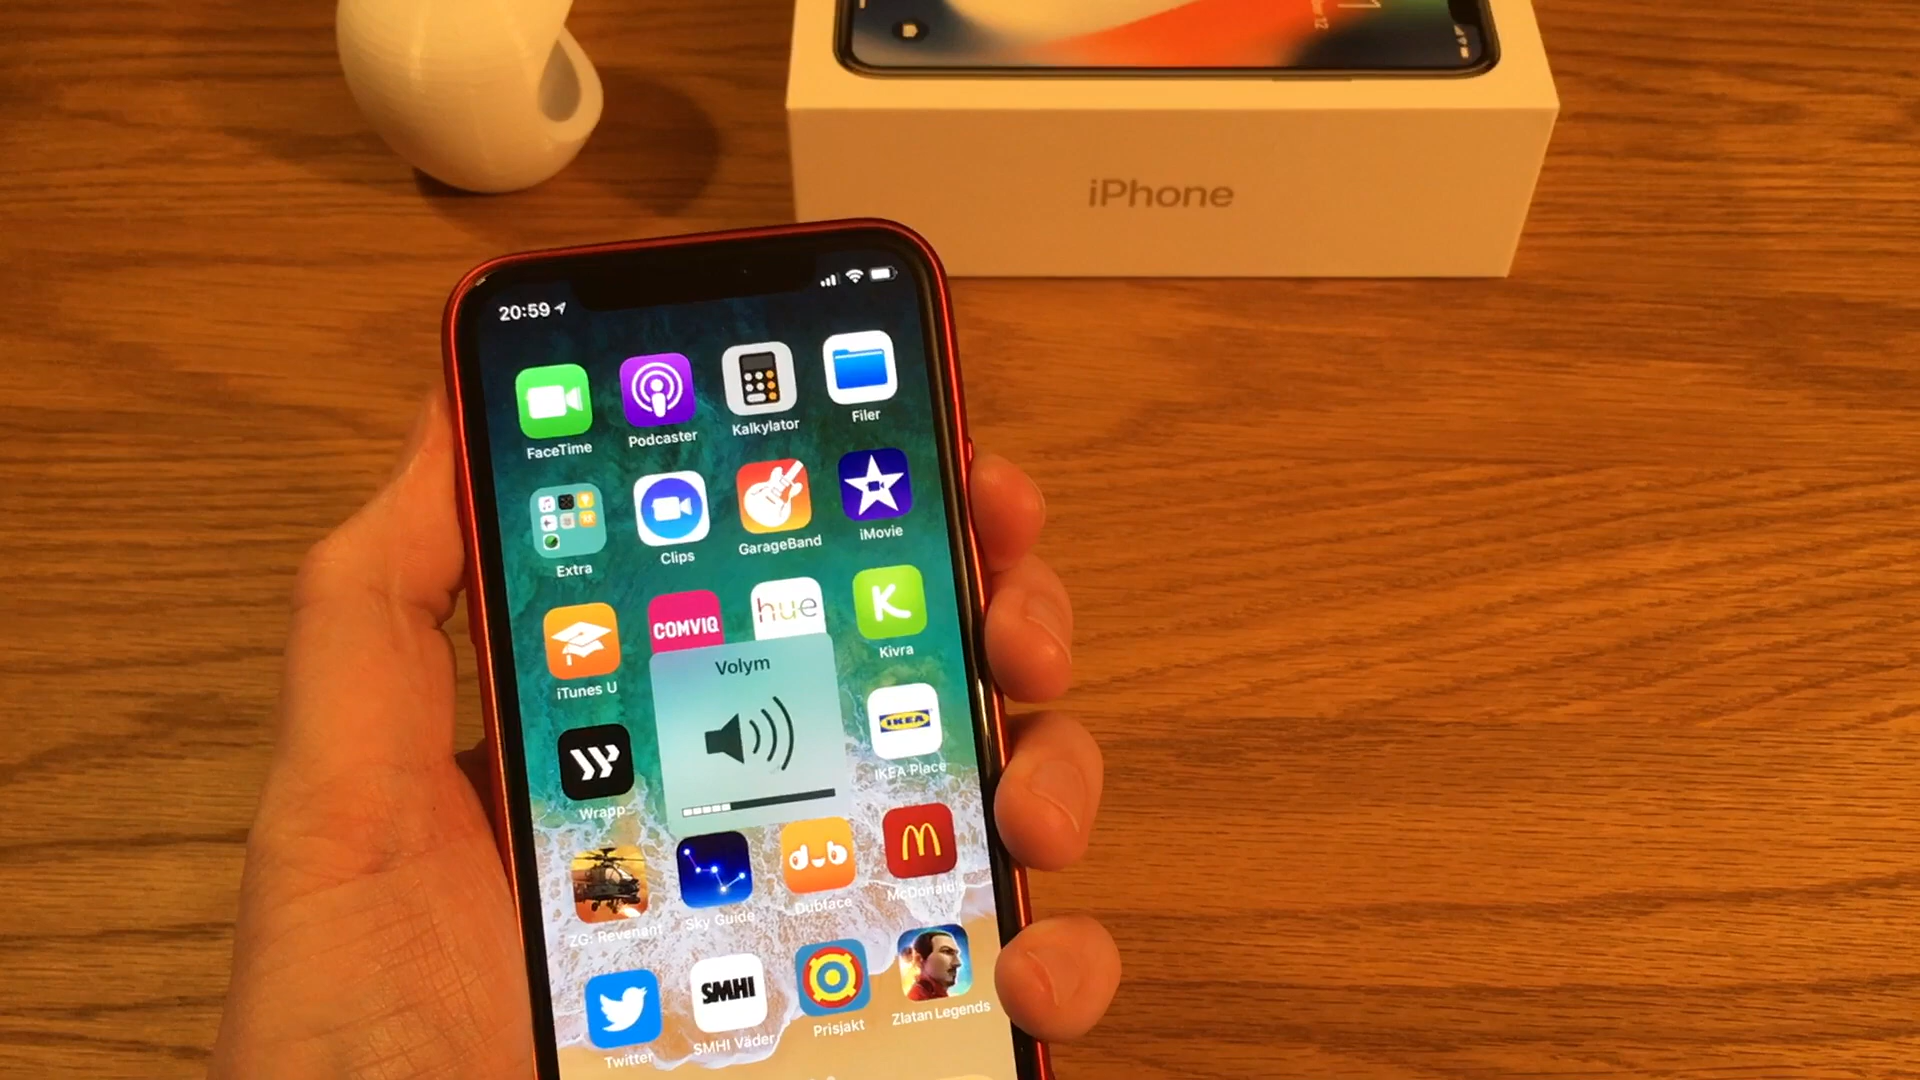 iPhone
20:59
FaceTime
Podcaster
Kalkylator
Filer
Extra
Clips
GarageBand
iMovie
iTunes U
COMVIQ
hue
K
Kivra
Volym
Wrapp
IKEA
IKEA Place
ZG: Revenant
Sky Guide
dub
Dubface
McDonald's
Twitter
SMHI
SMHI Väder
Prisjakt
Zlatan Legends